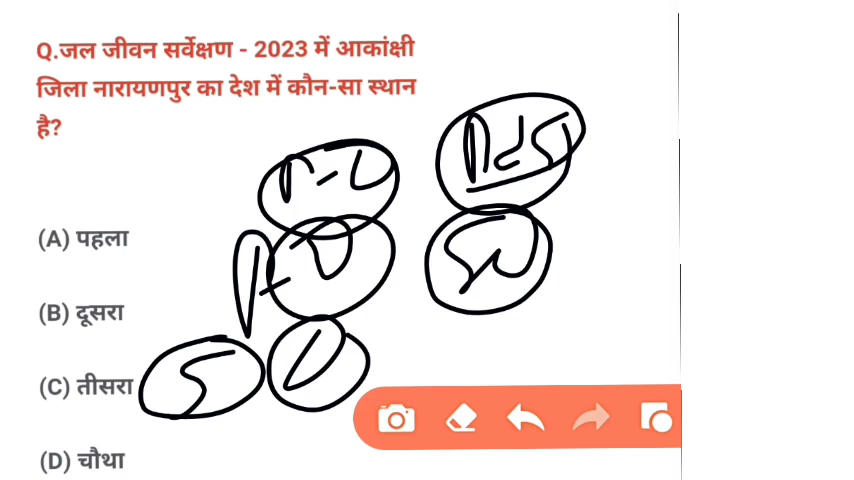 Q.जल जीवन सर्वेक्षण - 2023 में आकांक्षी
जिला नारायणपुर का देश में कौन-सा स्थान
है?
(A) पहला
(B) दूसरा
(C) तीसरा
(D) चौथा